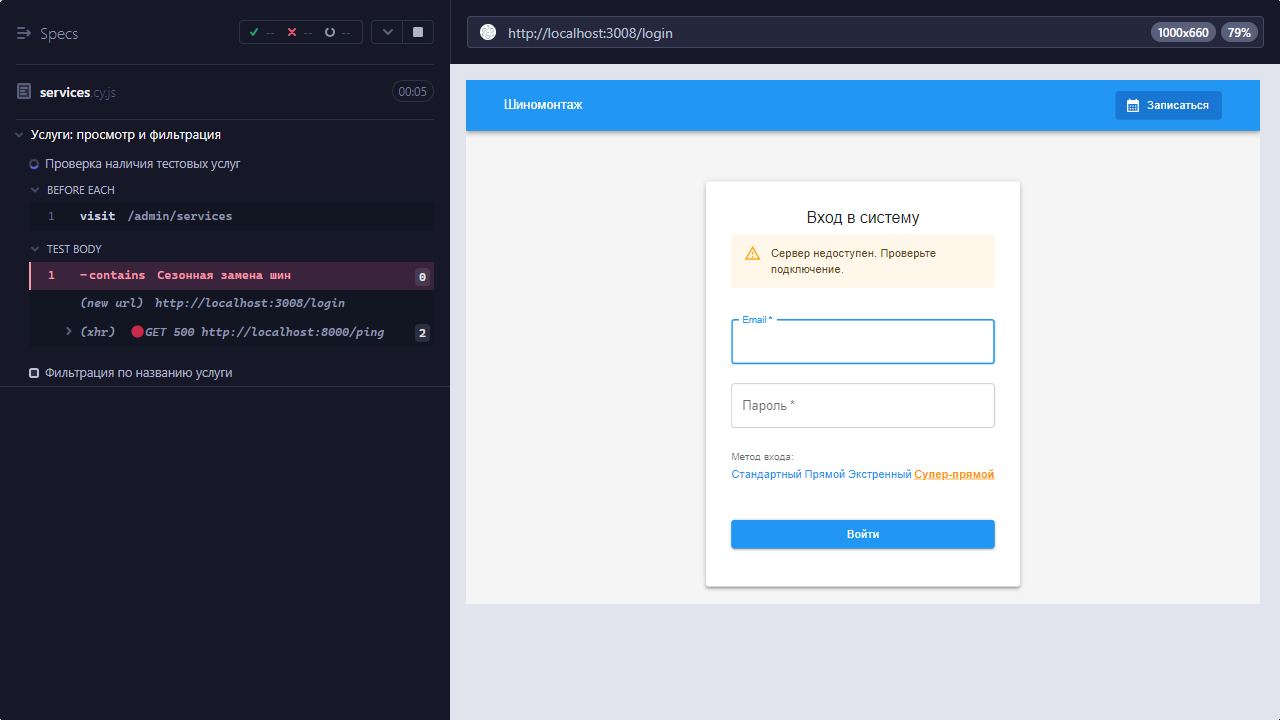 Specs
-- -- --
services.cy.js 00:05
Услуги: просмотр и фильтрация
Проверка наличия тестовых услуг
BEFORE EACH
1 visit /admin/services
TEST BODY
1 -contains Сезонная замена шин 0
(new url) http://localhost:3008/login
(xhr) GET 500 http://localhost:8000/ping 2
Фильтрация по названию услуги
http://localhost:3008/login 1000x660 79%
Шиномонтаж Записаться
Вход в систему
Сервер недоступен. Проверьте
подключение.
Email *
Пароль *
Метод входа:
Стандартный Прямой Экстренный Супер-прямой
Войти